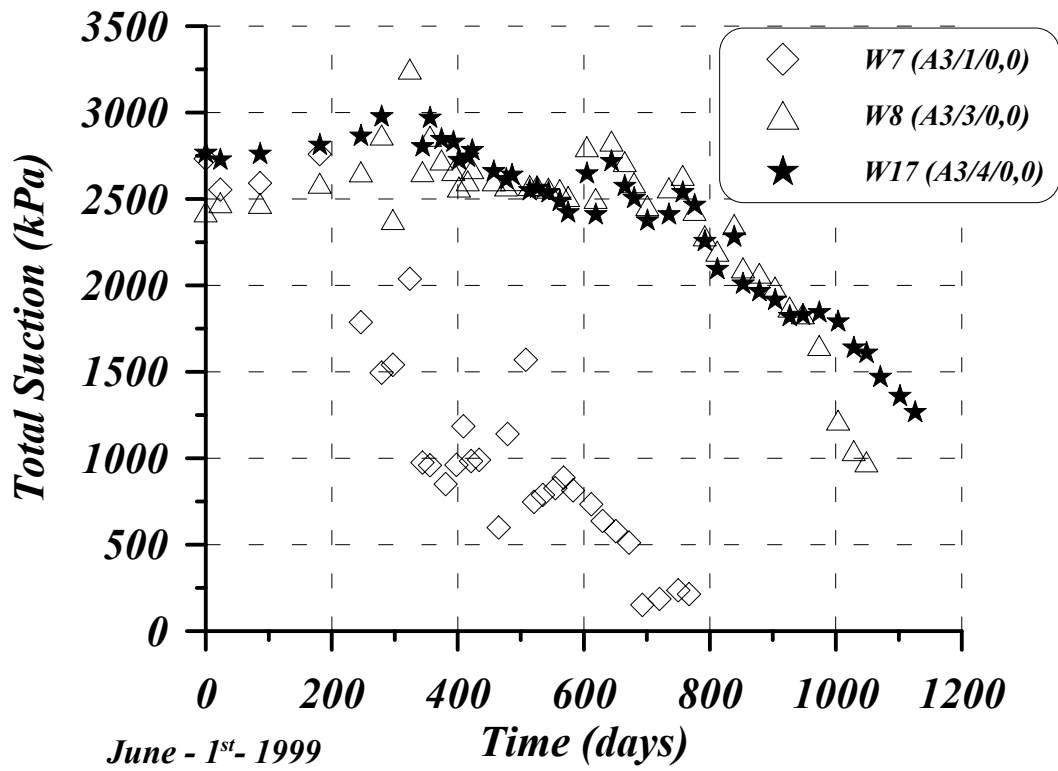 3500
3000
2500
2000
1500
1000
500
0
Total Suction (kPa)
W7 (A3/1/0,0)
W8 (A3/3/0,0)
W17 (A3/4/0,0)
0 200 400 600 800 1000 1200
Time (days)
June - 1st- 1999